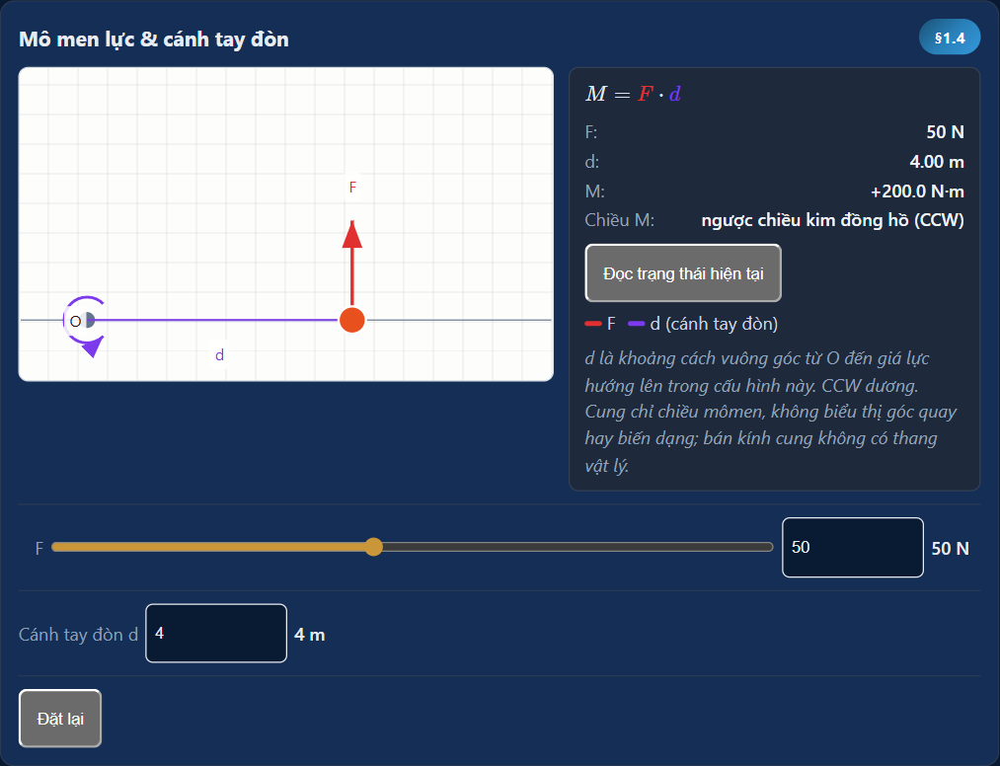 Mô men lực & cánh tay đòn
§1.4
F
O
d
M = F · d
F: 50 N
d: 4.00 m
M: +200.0 N·m
Chiều M: ngược chiều kim đồng hồ (CCW)
Đọc trạng thái hiện tại
F d (cánh tay đòn)
d là khoảng cách vuông góc từ O đến giá lực
hướng lên trong cấu hình này. CCW dương.
Cung chỉ chiều mômen, không biểu thị góc quay
hay biến dạng; bán kính cung không có thang
vật lý.
F 50 50 N
Cánh tay đòn d 4 4 m
Đặt lại